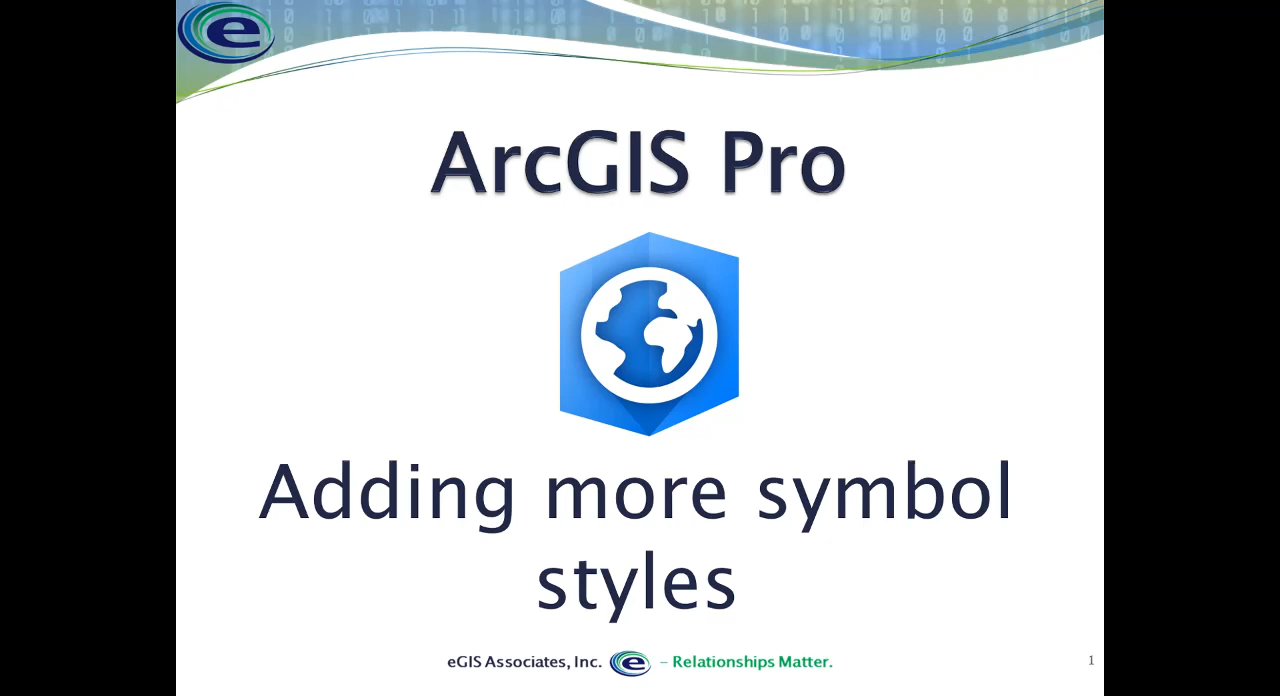 ArcGIS Pro
Adding more symbol
styles
eGIS Associates, Inc. e – Relationships Matter.
1